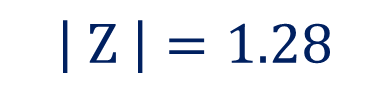 | Z | = 1.28